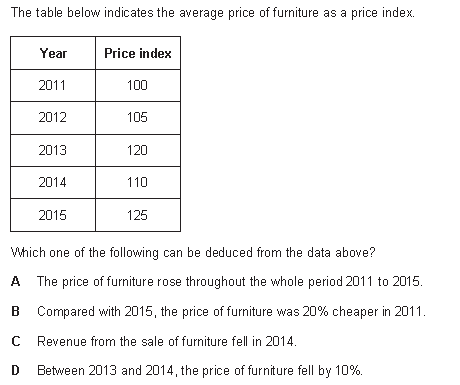 The table below indicates the average price of furniture as a price index.
Year Price index
2011 100
2012 105
2013 120
2014 110
2015 125
Which one of the following can be deduced from the data above?
A The price of furniture rose throughout the whole period 2011 to 2015.
B Compared with 2015, the price of furniture was 20% cheaper in 2011.
C Revenue from the sale of furniture fell in 2014.
D Between 2013 and 2014, the price of furniture fell by 10%.